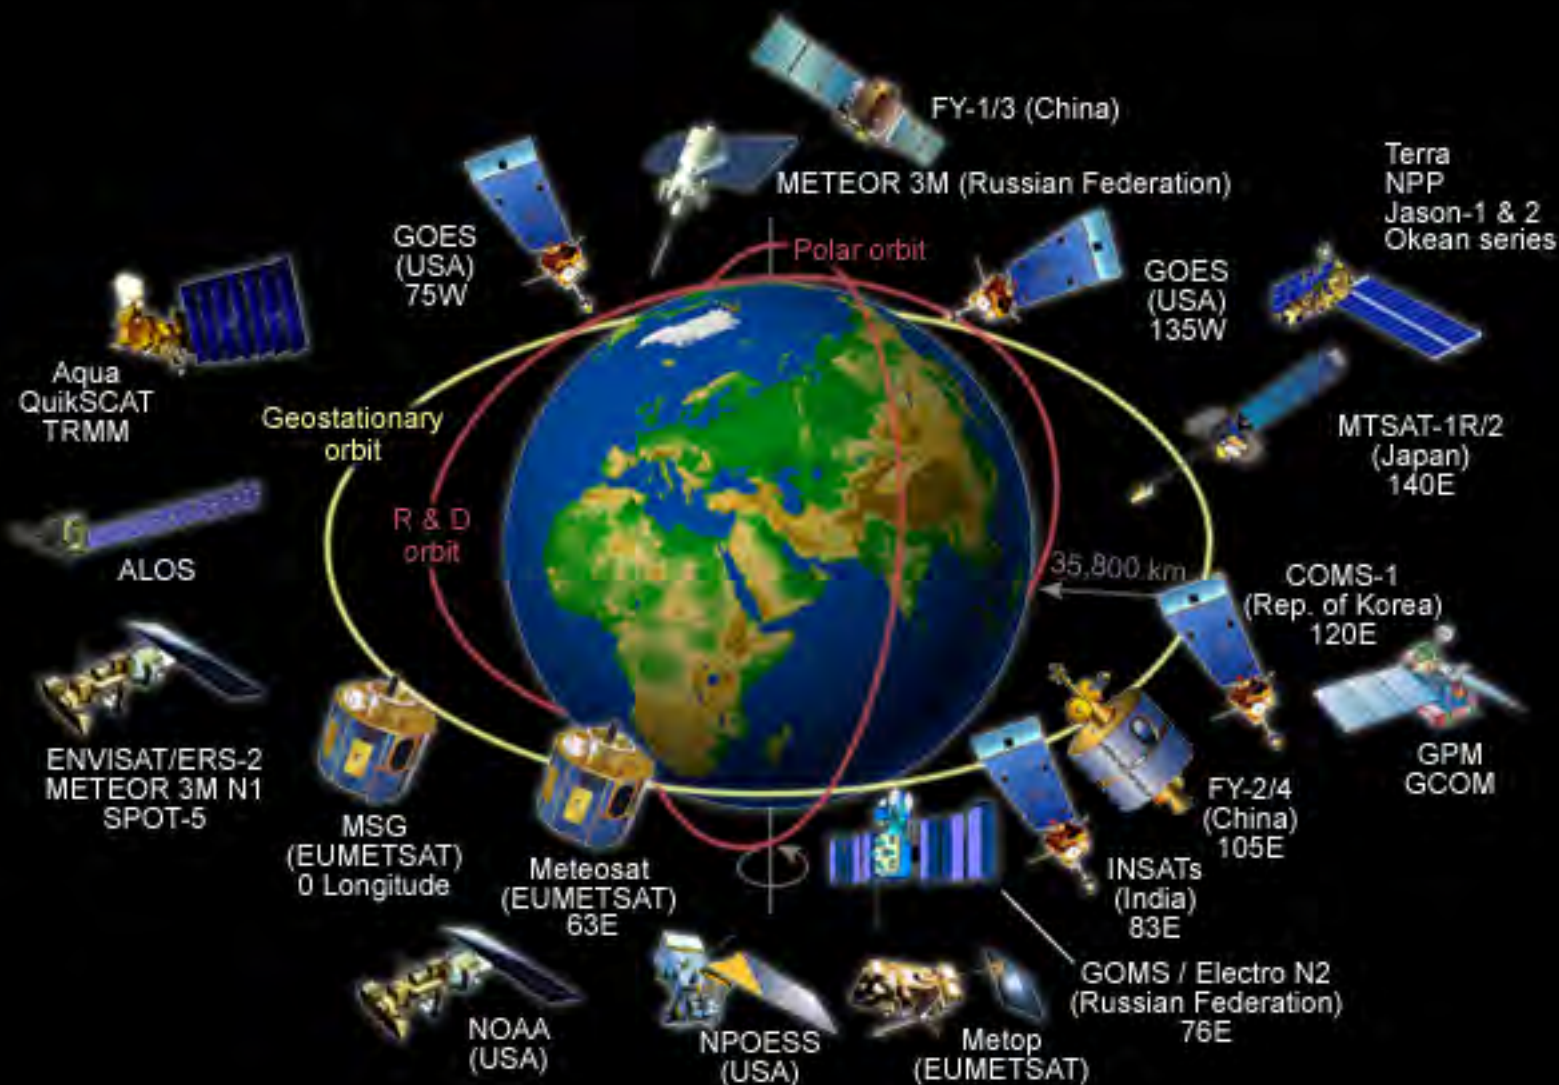 FY-1/3 (China)
METEOR 3M (Russian Federation)
Terra
NPP
Jason-1 & 2
Okean series
GOES
(USA)
75W
Polar orbit
GOES
(USA)
135W
Aqua
QuikSCAT
TRMM
Geostationary
orbit
MTSAT-1R/2
(Japan)
140E
R & D
orbit
ALOS
35,800 km
COMS-1
(Rep. of Korea)
120E
ENVISAT/ERS-2
METEOR 3M N1
SPOT-5
GPM
GCOM
MSG
(EUMETSAT)
0 Longitude
Meteosat
(EUMETSAT)
63E
FY-2/4
(China)
105E
INSATs
(India)
83E
GOMS / Electro N2
(Russian Federation)
76E
NOAA
(USA)
NPOESS
(USA)
Metop
(EUMETSAT)